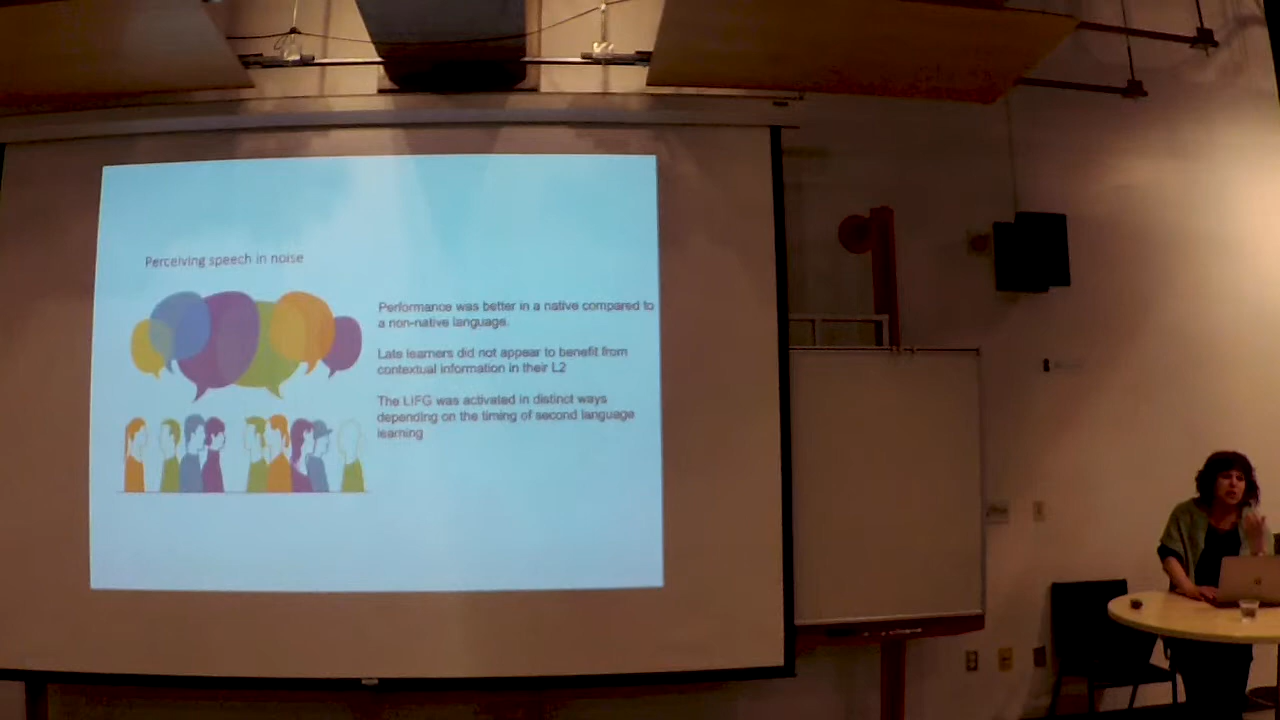 Perceiving speech in noise
Performance was better in a native compared to
a non-native language.
Late learners did not appear to benefit from
contextual information in their L2
The LIFG was activated in distinct ways
depending on the timing of second language
learning